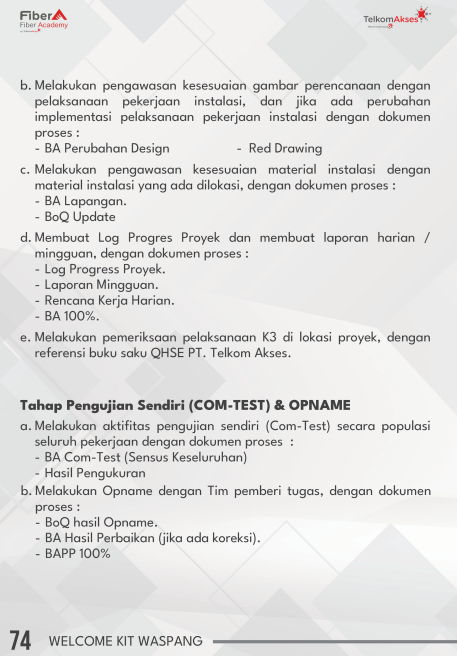 Fiber
Fiber Academy
TelkomAkses
b. Melakukan pengawasan kesesuaian gambar perencanaan dengan
pelaksanaan pekerjaan instalasi, dan jika ada perubahan
implementasi pelaksanaan pekerjaan instalasi dengan dokumen
proses :
- BA Perubahan Design - Red Drawing
c. Melakukan pengawasan kesesuaian material instalasi dengan
material instalasi yang ada dilokasi, dengan dokumen proses :
- BA Lapangan.
- BoQ Update
d. Membuat Log Progres Proyek dan membuat laporan harian /
mingguan, dengan dokumen proses :
- Log Progress Proyek.
- Laporan Mingguan.
- Rencana Kerja Harian.
- BA 100%.
e. Melakukan pemeriksaan pelaksanaan K3 di lokasi proyek, dengan
referensi buku saku QHSE PT. Telkom Akses.
Tahap Pengujian Sendiri (COM-TEST) & OPNAME
a. Melakukan aktifitas pengujian sendiri (Com-Test) secara populasi
seluruh pekerjaan dengan dokumen proses :
- BA Com-Test (Sensus Keseluruhan)
- Hasil Pengukuran
b. Melakukan Opname dengan Tim pemberi tugas, dengan dokumen
proses :
- BoQ hasil Opname.
- BA Hasil Perbaikan (jika ada koreksi).
- BAPP 100%
74 WELCOME KIT WASPANG